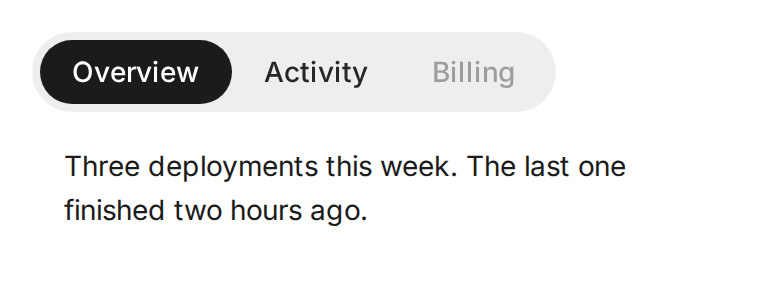 Overview Activity Billing
Three deployments this week. The last one
finished two hours ago.